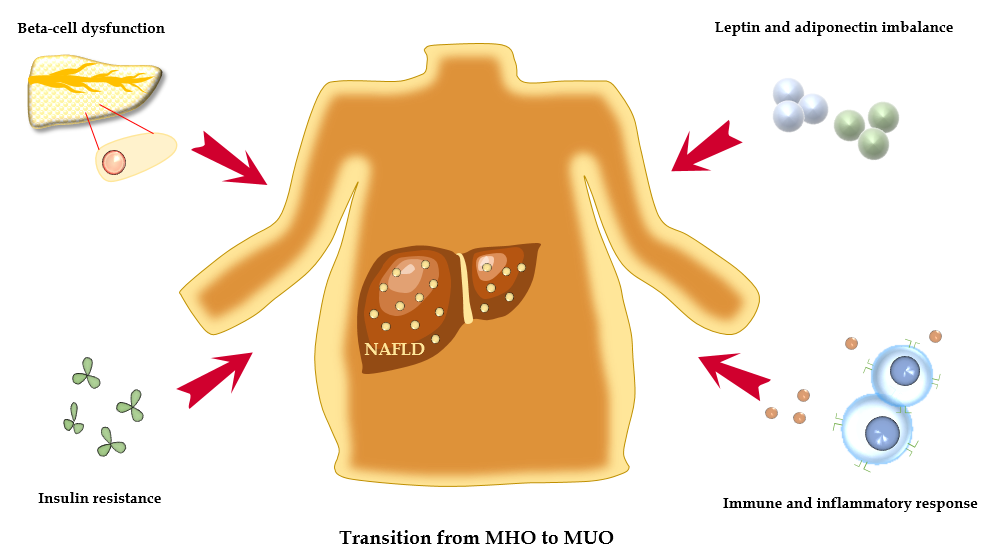 Beta-cell dysfunction
Leptin and adiponectin imbalance
NAFLD
Insulin resistance
Immune and inflammatory response
Transition from MHO to MUO